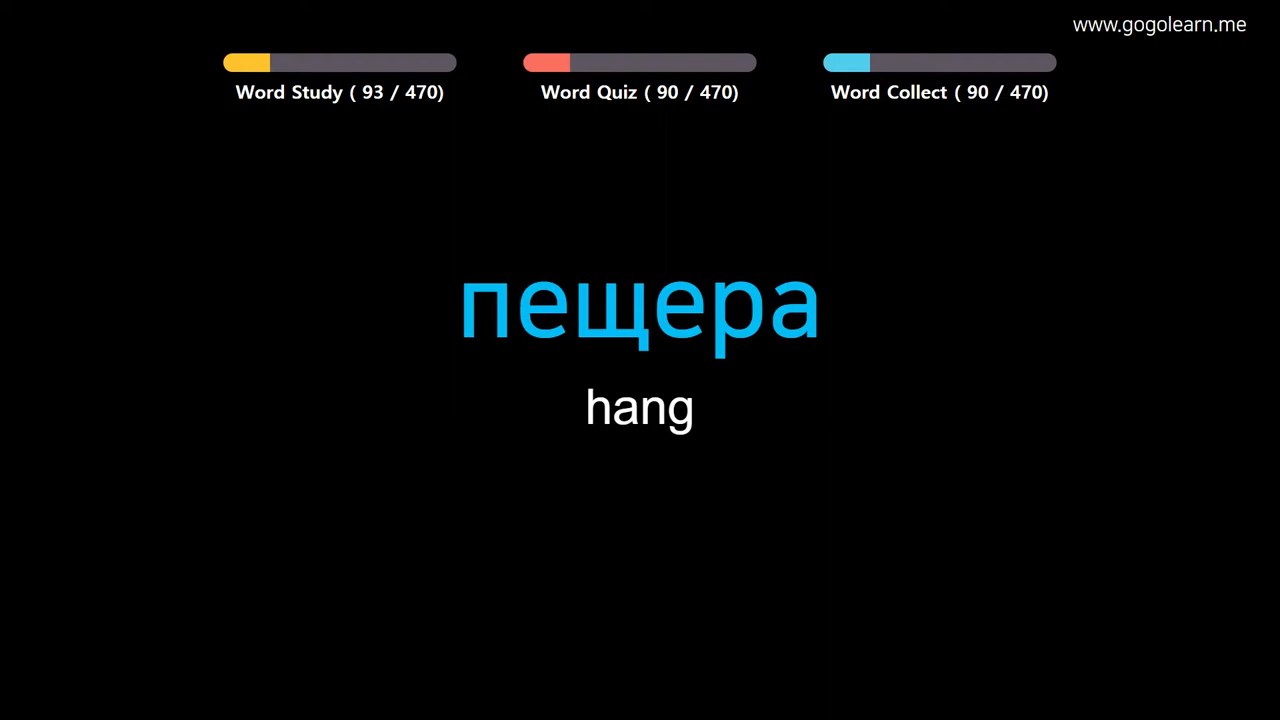 www.gogolearn.me
Word Study ( 93 / 470)
Word Quiz ( 90 / 470)
Word Collect ( 90 / 470)
пещера
hang